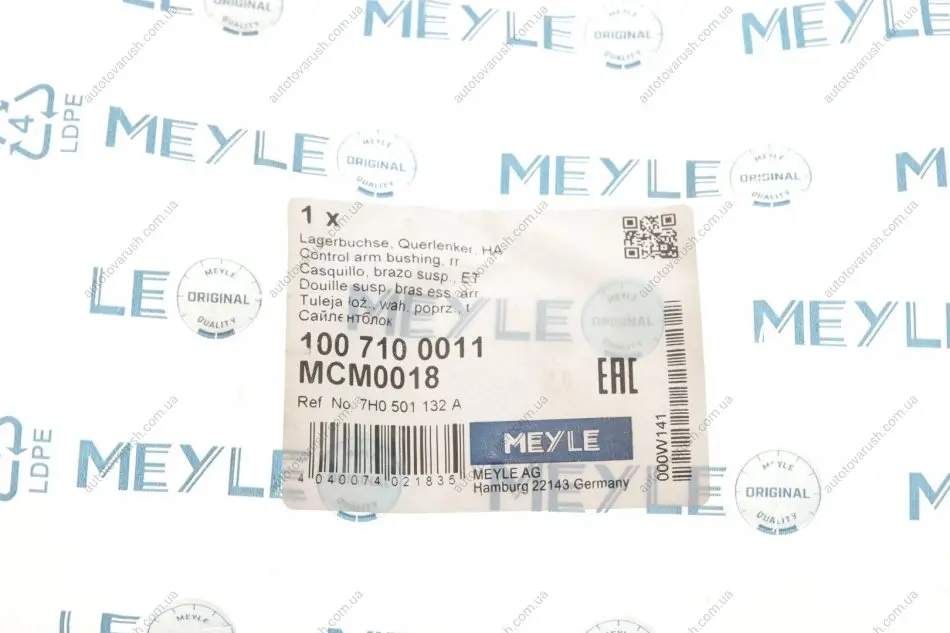 MEYLE
ORIGINAL
QUALITY
4
LDPE
1 x
Lagerbuchse, Querlenker, HA
Control arm bushing, rr
Casquillo, brazo susp., ET
Douille susp. bras ess. arr
Tuleja łoż., wah. poprz., t
Сайлентблок
100 710 0011
MCM0018
EAC
Ref No. 7H0 501 132 A
MEYLE
4 040074 021835
MEYLE AG
Hamburg 22143 Germany
000W141
autotovarush.com.ua